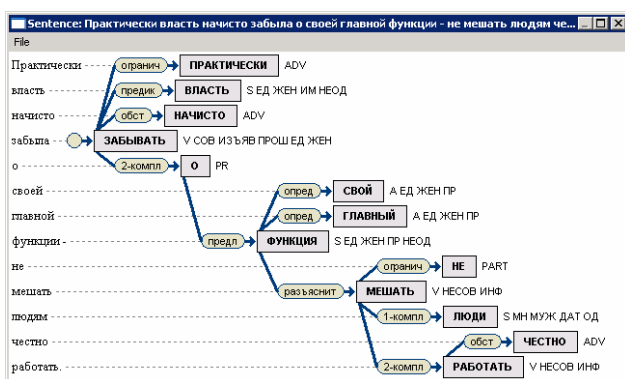 Sentence: Практически власть начисто забыла о своей главной функции - не мешать людям че...
File
Практически огранич ПРАКТИЧЕСКИ ADV
власть предик ВЛАСТЬ S ЕД ЖЕН ИМ НЕОД
начисто обст НАЧИСТО ADV
забыла ЗАБЫВАТЬ V СОВ ИЗЪЯВ ПРОШ ЕД ЖЕН
о 2-компл О PR
своей опред СВОЙ A ЕД ЖЕН ПР
главной опред ГЛАВНЫЙ A ЕД ЖЕН ПР
функции - предл ФУНКЦИЯ S ЕД ЖЕН ПР НЕОД
не огранич НЕ PART
мешать разъяснит МЕШАТЬ V НЕСОВ ИНФ
людям 1-компл ЛЮДИ S МН МУЖ ДАТ ОД
честно обст ЧЕСТНО ADV
работать. 2-компл РАБОТАТЬ V НЕСОВ ИНФ